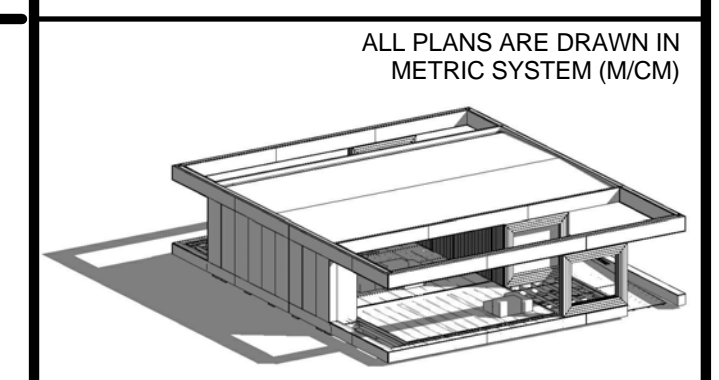 ALL PLANS ARE DRAWN IN
METRIC SYSTEM (M/CM)